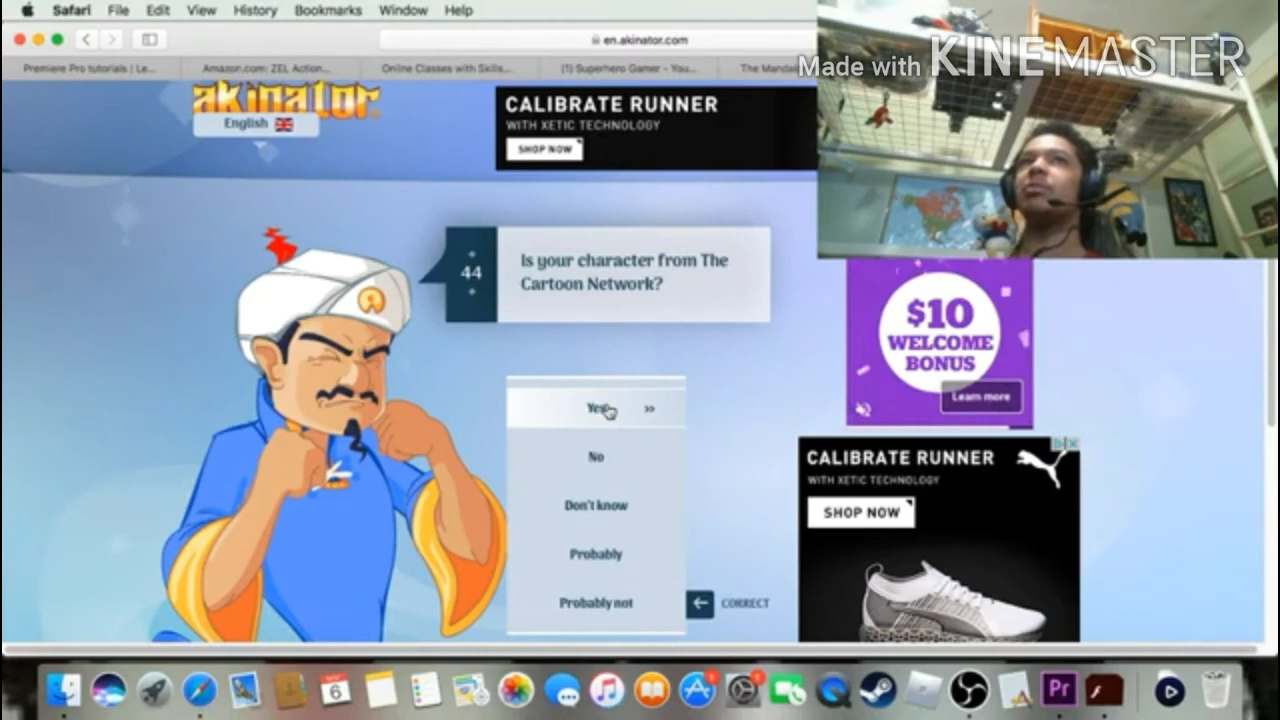 Safari File Edit View History Bookmarks Window Help
en.akinator.com
Premiere Pro tutorials | Le...
Amazon.com: ZEL Action...
Online Classes with Skills...
(1) Superhero Gamer - You...
The Mandal
Made with KINEMASTER
akinator
English
CALIBRATE RUNNER
WITH XETIC TECHNOLOGY
SHOP NOW
44
Is your character from The
Cartoon Network?
Yes
No
Don't know
Probably
Probably not
CORRECT
$10
WELCOME
BONUS
Learn more
CALIBRATE RUNNER
WITH XETIC TECHNOLOGY
SHOP NOW
6
Pr